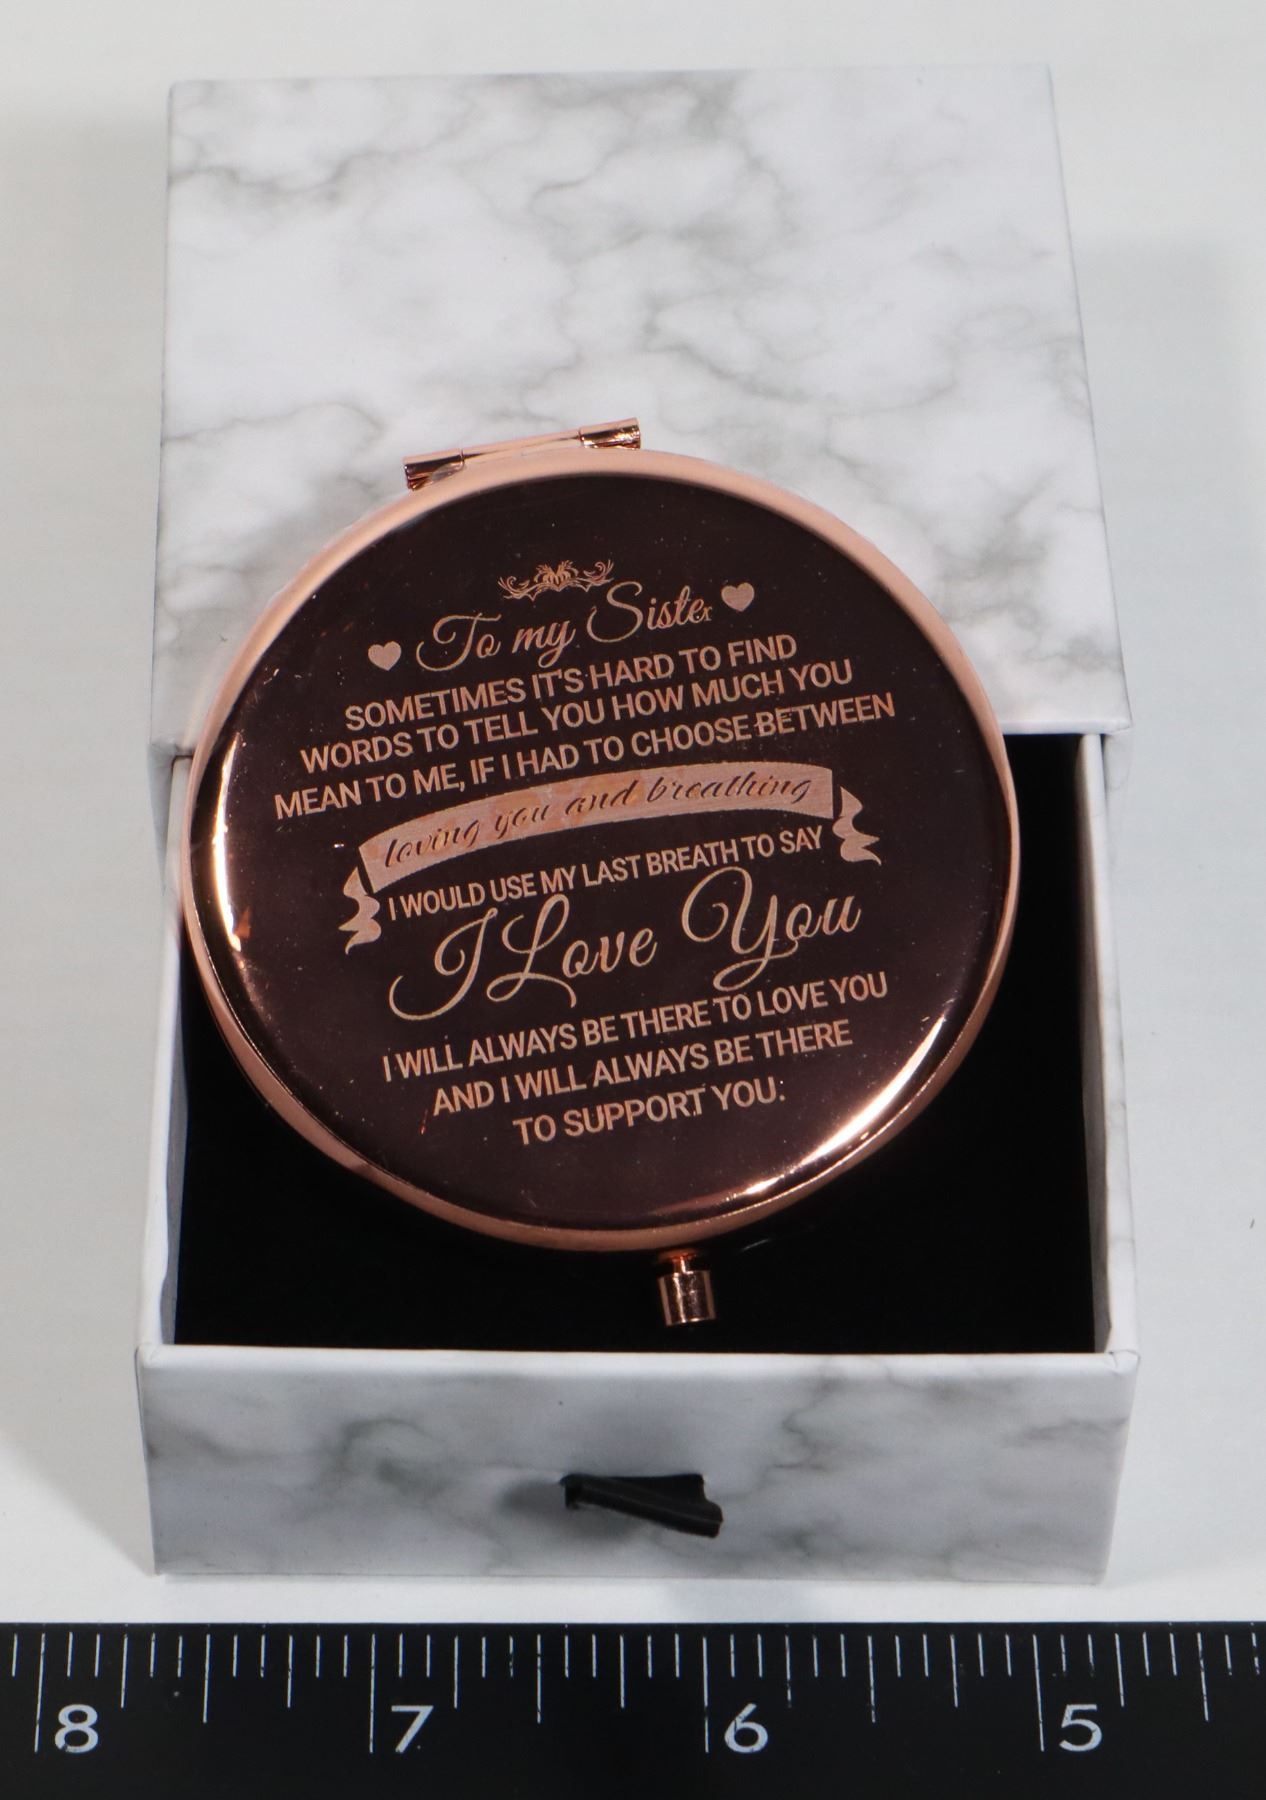 To my Sister
SOMETIMES IT'S HARD TO FIND
WORDS TO TELL YOU HOW MUCH YOU
MEAN TO ME, IF I HAD TO CHOOSE BETWEEN
loving you and breathing
I WOULD USE MY LAST BREATH TO SAY
I Love You
I WILL ALWAYS BE THERE TO LOVE YOU
AND I WILL ALWAYS BE THERE
TO SUPPORT YOU.
8 7 6 5